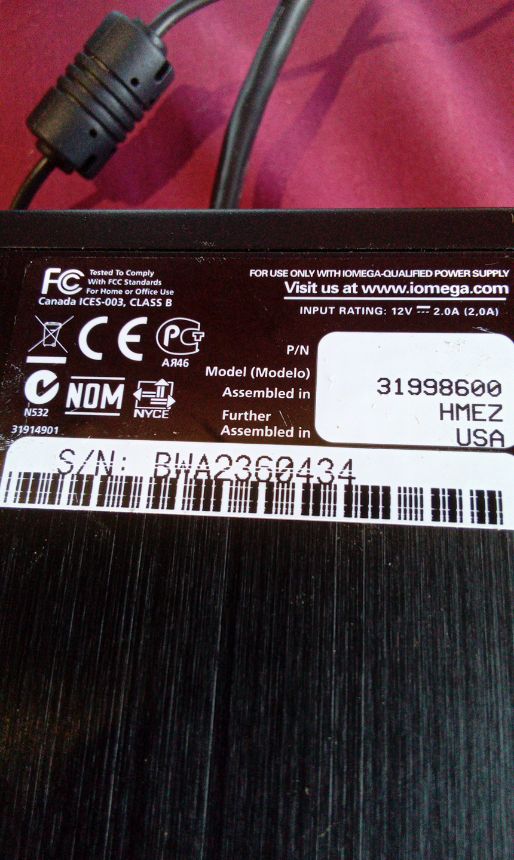 FC Tested To Comply
With FCC Standards
For Home or Office Use
Canada ICES-003, CLASS B
FOR USE ONLY WITH IOMEGA-QUALIFIED POWER SUPPLY
Visit us at www.iomega.com
INPUT RATING: 12V ⎓ 2.0A (2,0A)
CE
АЯ46
N532
NOM
NYCE
31914901
P/N
Model (Modelo) 31998600
Assembled in HMEZ
Further
Assembled in USA
S/N: BWA2360434